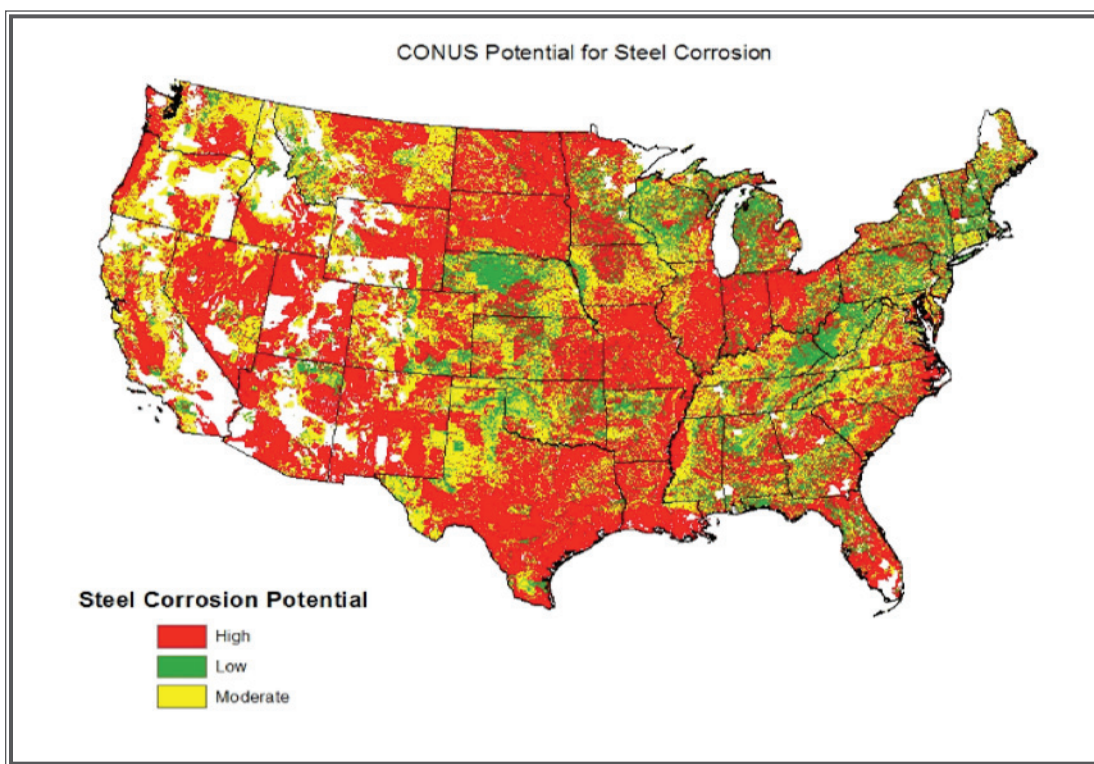 CONUS Potential for Steel Corrosion
Steel Corrosion Potential
High
Low
Moderate